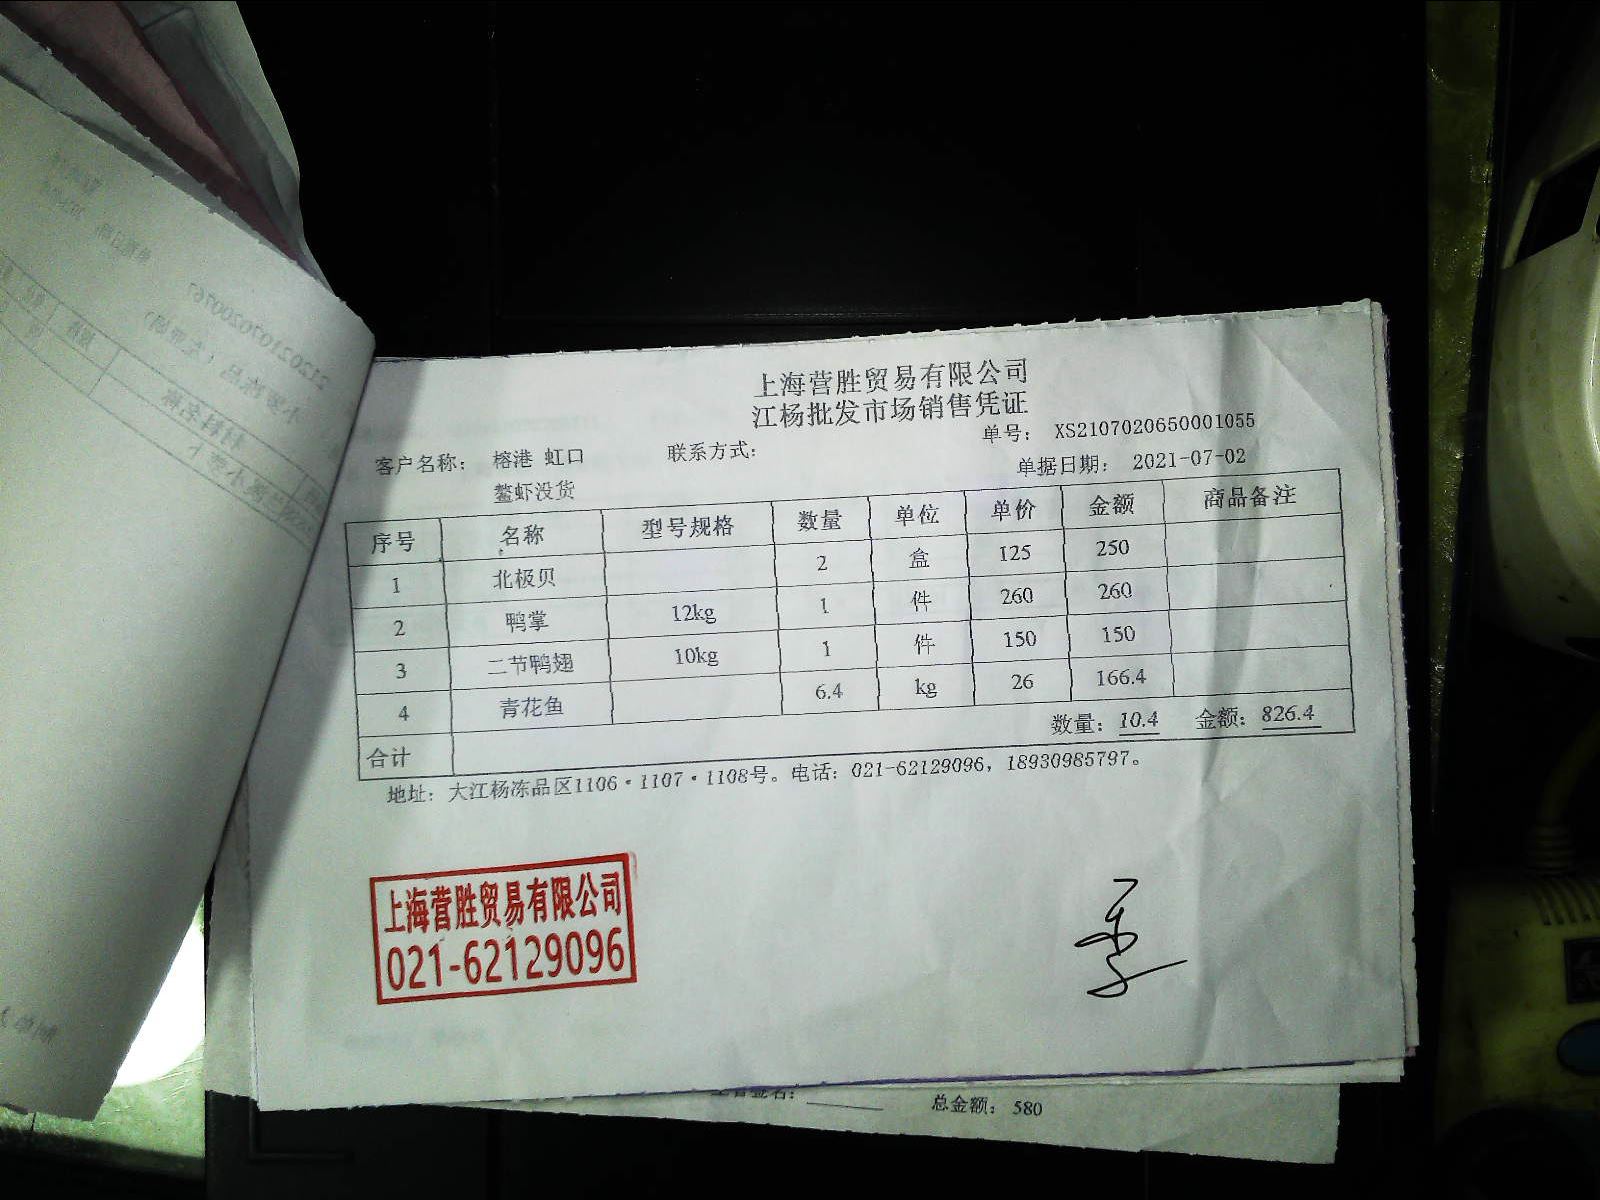 上海营胜贸易有限公司
江杨批发市场销售凭证
单号： XS2107020650001055
客户名称： 榕港 虹口 联系方式： 单据日期： 2021-07-02
鳌虾没货
序号 名称 型号规格 数量 单位 单价 金额 商品备注
1 北极贝 2 盒 125 250
2 鸭掌 12kg 1 件 260 260
3 二节鸭翅 10kg 1 件 150 150
4 青花鱼 6.4 kg 26 166.4
合计 数量： 10.4 金额： 826.4
地址： 大江杨冻品区1106·1107·1108号。电话：021-62129096，18930985797。
上海营胜贸易有限公司
021-62129096
总金额： 580